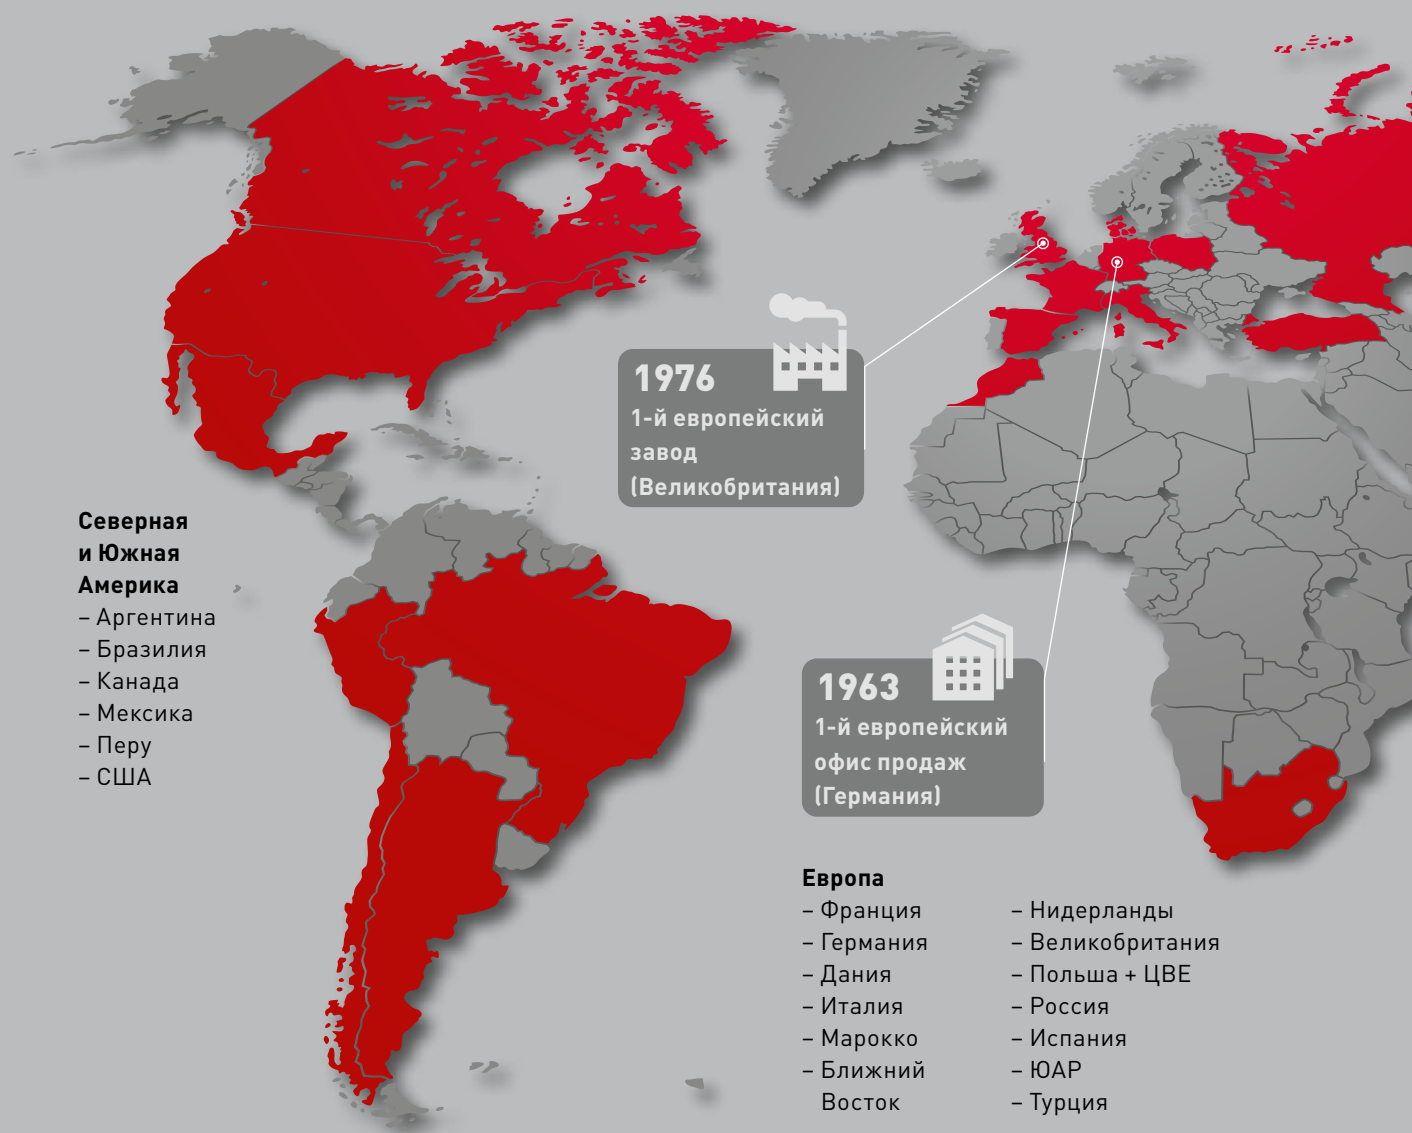 1976
1-й европейский
завод
(Великобритания)
Северная
и Южная
Америка
– Аргентина
– Бразилия
– Канада
– Мексика
– Перу
– США
1963
1-й европейский
офис продаж
(Германия)
Европа
– Франция
– Германия
– Дания
– Италия
– Марокко
– Ближний
Восток
– Нидерланды
– Великобритания
– Польша + ЦВЕ
– Россия
– Испания
– ЮАР
– Турция